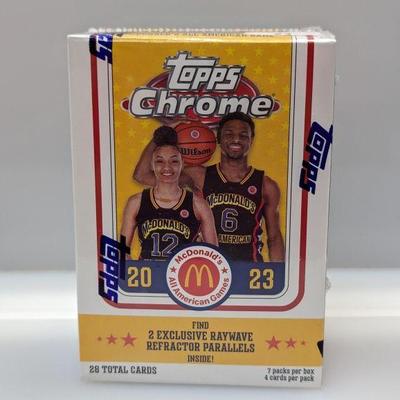 Topps
Chrome
Topps
Topps
Topps
Wilson
McDONALD'S
12
McDONALD'S
6
AMERICAN
20
McDonald's
All American Games
23
FIND
2 EXCLUSIVE RAYWAVE
REFRACTOR PARALLELS
INSIDE!
28 TOTAL CARDS
7 packs per box
4 cards per pack